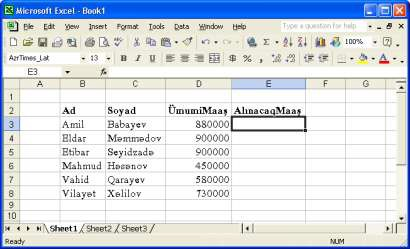 Microsoft Excel - Book1
File Edit View Insert Format Tools Data Window Help Type a question for help
100%
AzrTimes_Lat 13 B I U $ % ,
E3
A B C D E F G
1
2 Ad Soyad ÜmumiMaaş AlınacaqMaaş
3 Amil Babayev 880000
4 Eldar Məmmədov 900000
5 Etibar Seyidzadə 900000
6 Mahmud Həsənov 450000
7 Vahid Qarayev 580000
8 Vilayət Xəlilov 730000
9
10
Sheet1 Sheet2 Sheet3
Ready NUM